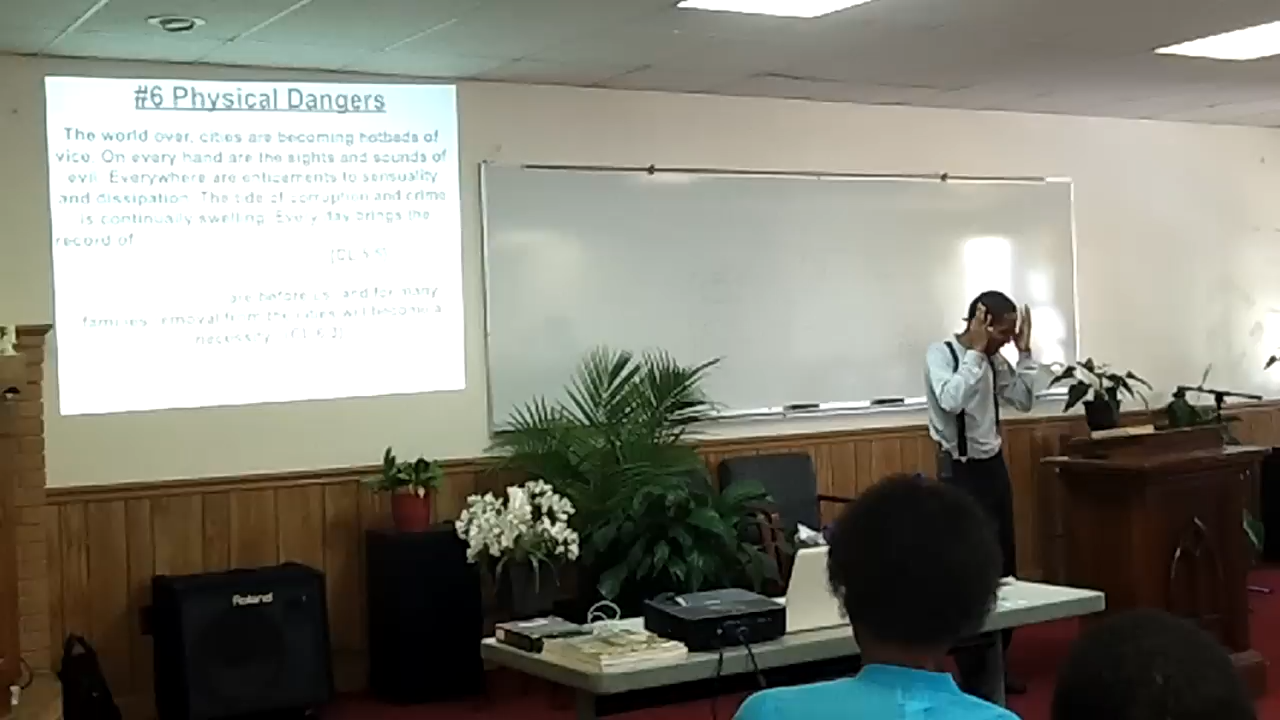 #6 Physical Dangers
The world over, cities are becoming hotbeds of
vice. On every hand are the sights and sounds of
evil. Everywhere are enticements to sensuality
and dissipation. The tide of corruption and crime
is continually swelling. Every day brings the
record of
are before us, and for many
families, removal from the cities will become a
necessity.
Roland